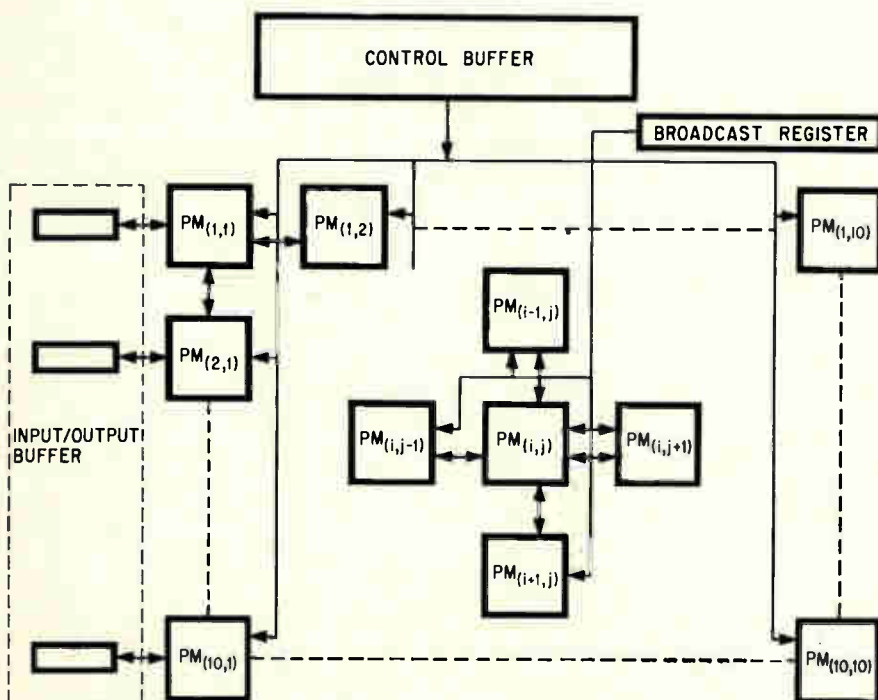 CONTROL BUFFER
BROADCAST REGISTER
PM(1,1)
PM(1,2)
PM(1,10)
PM(i-1,j)
PM(2,1)
INPUT/OUTPUT
BUFFER
PM(i,j-1)
PM(i,j)
PM(i,j+1)
PM(i+1,j)
PM(10,1)
PM(10,10)